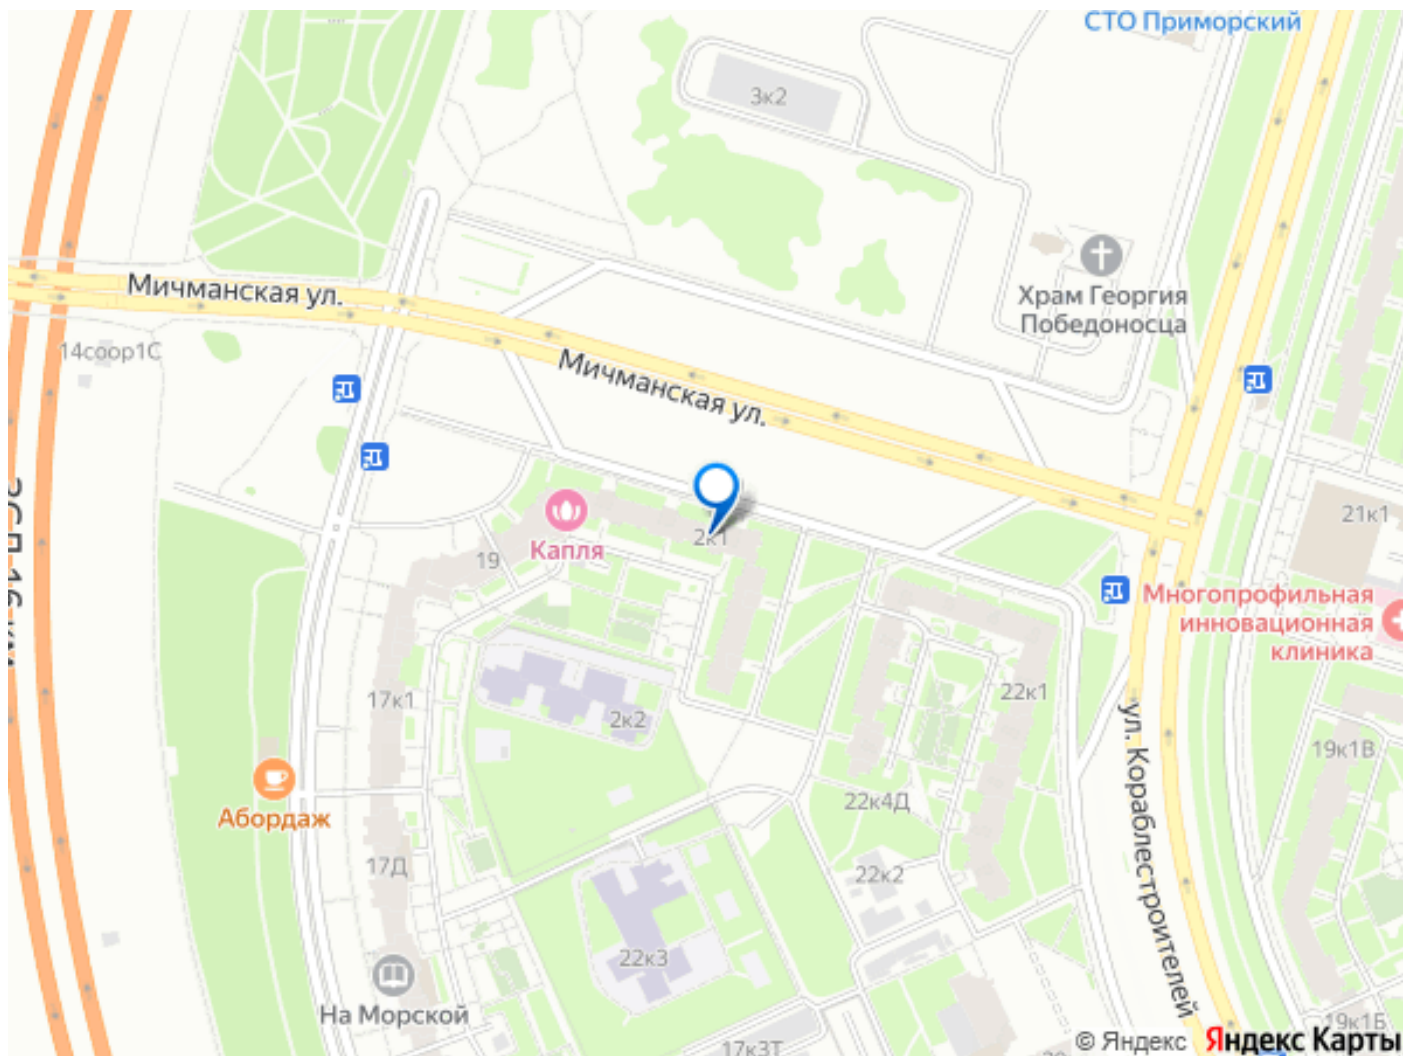 СТО Приморский
3к2
Храм Георгия
Победоносца
Мичманская ул.
14соор1С
Мичманская ул.
21к1
Капля
2к1
19
Многопрофильная
инновационная
клиника
17к1
2к2
22к1
19к1В
ул. Кораблестроителей
Абордаж
22к4Д
17Д
22к2
22к3
На Морской
17к3Т
19к1Б
© Яндекс Яндекс Карты